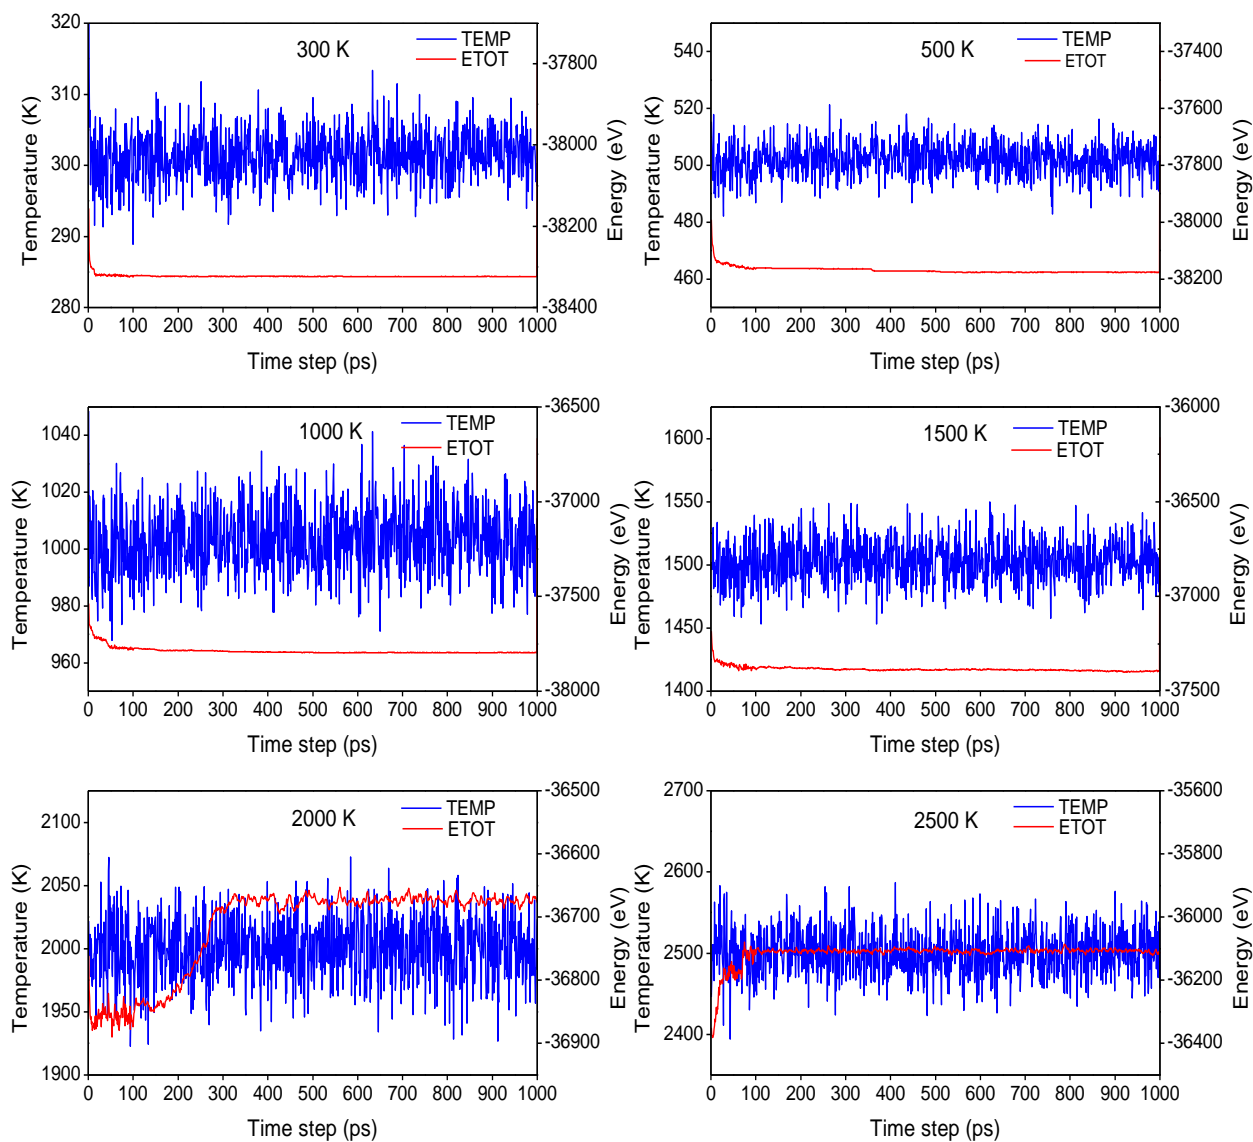 300 K
TEMP
ETOT
Temperature (K)
320
310
300
290
280
Energy (eV)
-37800
-38000
-38200
-38400
0 100 200 300 400 500 600 700 800 900 1000
Time step (ps)
500 K
TEMP
ETOT
Temperature (K)
540
520
500
480
460
Energy (eV)
-37400
-37600
-37800
-38000
-38200
0 100 200 300 400 500 600 700 800 900 1000
Time step (ps)
1000 K
TEMP
ETOT
Temperature (K)
1040
1020
1000
980
960
Energy (eV)
-36500
-37000
-37500
-38000
0 100 200 300 400 500 600 700 800 900 1000
Time step (ps)
1500 K
TEMP
ETOT
Temperature (K)
1600
1550
1500
1450
1400
Energy (eV)
-36000
-36500
-37000
-37500
0 100 200 300 400 500 600 700 800 900 1000
Time step (ps)
2000 K
TEMP
ETOT
Temperature (K)
2100
2050
2000
1950
1900
Energy (eV)
-36500
-36600
-36700
-36800
-36900
0 100 200 300 400 500 600 700 800 900 1000
Time step (ps)
2500 K
TEMP
ETOT
Temperature (K)
2700
2600
2500
2400
Energy (eV)
-35600
-35800
-36000
-36200
-36400
0 100 200 300 400 500 600 700 800 900 1000
Time step (ps)